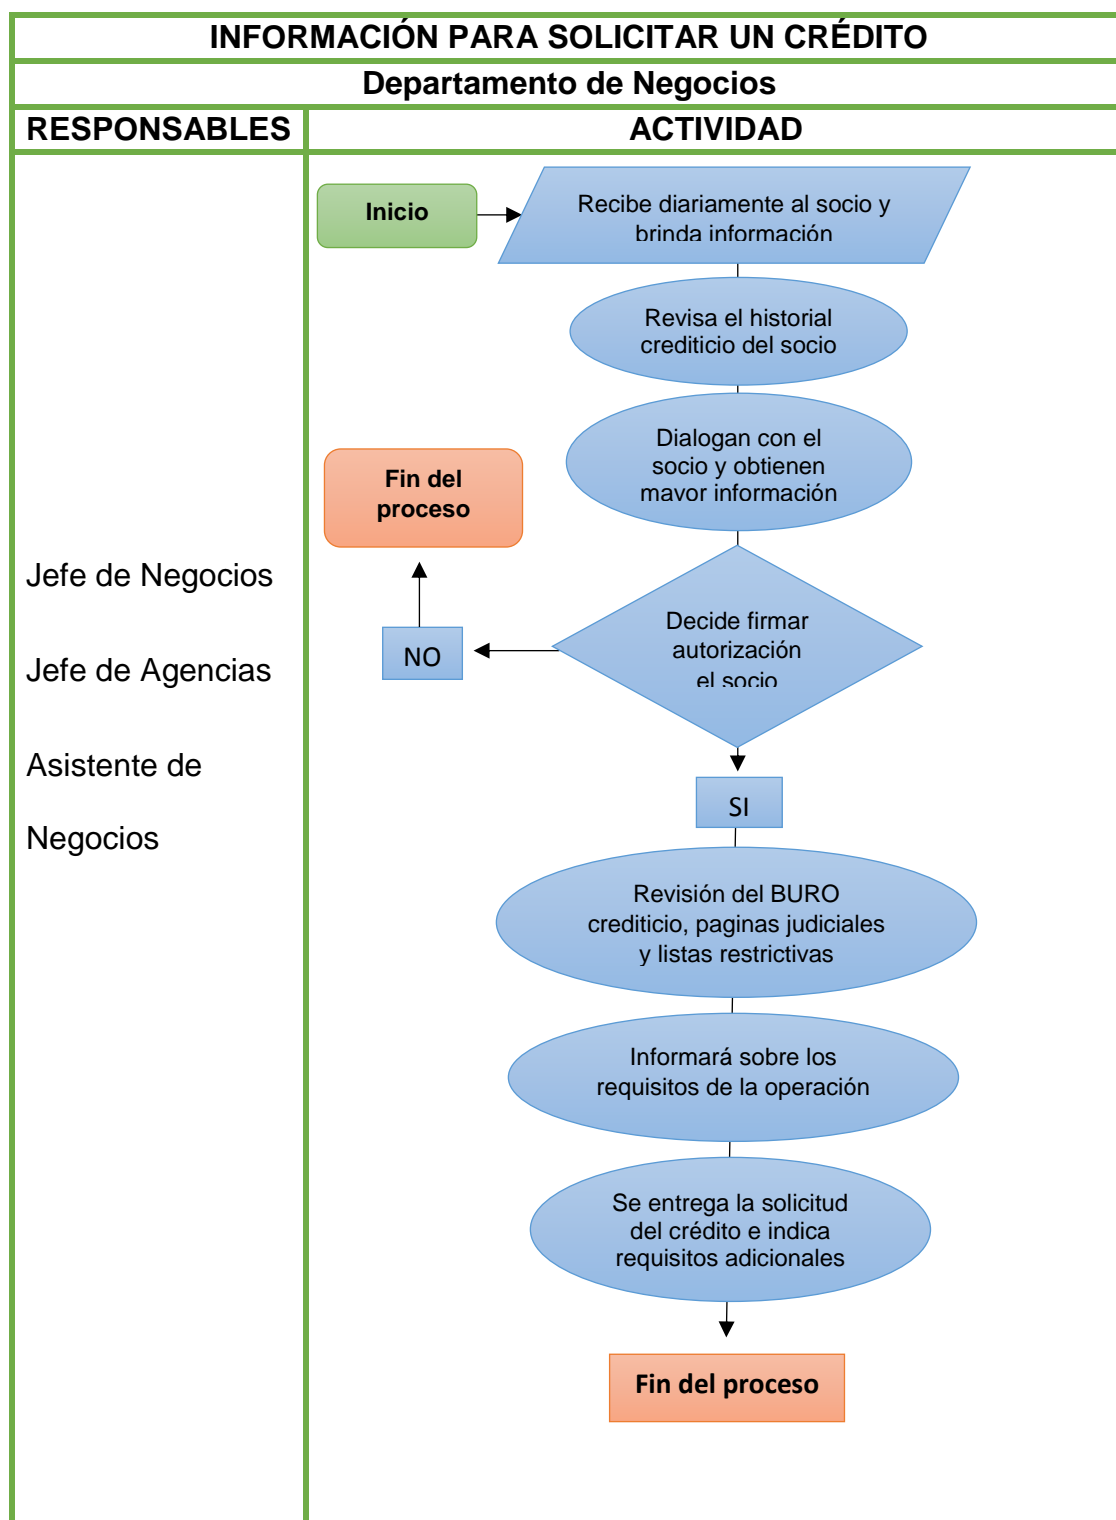 INFORMACIÓN PARA SOLICITAR UN CRÉDITO
Departamento de Negocios
RESPONSABLES
ACTIVIDAD
Inicio
Recibe diariamente al socio y
brinda información
Revisa el historial
crediticio del socio
Dialogan con el
socio y obtienen
mayor información
Fin del
proceso
Jefe de Negocios
Jefe de Agencias
Asistente de
Negocios
Decide firmar
autorización
el socio
NO
SI
Revisión del BURO
crediticio, paginas judiciales
y listas restrictivas
Informará sobre los
requisitos de la operación
Se entrega la solicitud
del crédito e indica
requisitos adicionales
Fin del proceso